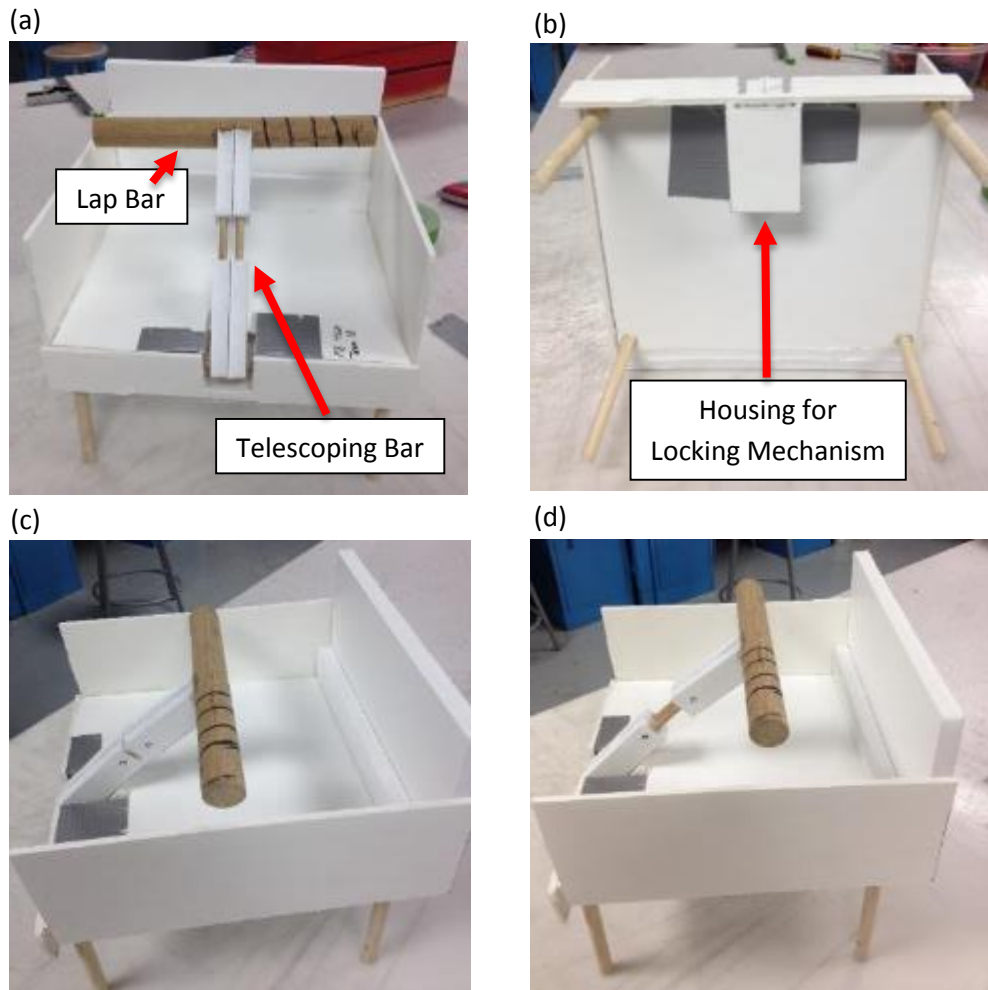 (a)
(b)
Lap Bar
Telescoping Bar
Housing for
Locking Mechanism
(c)
(d)